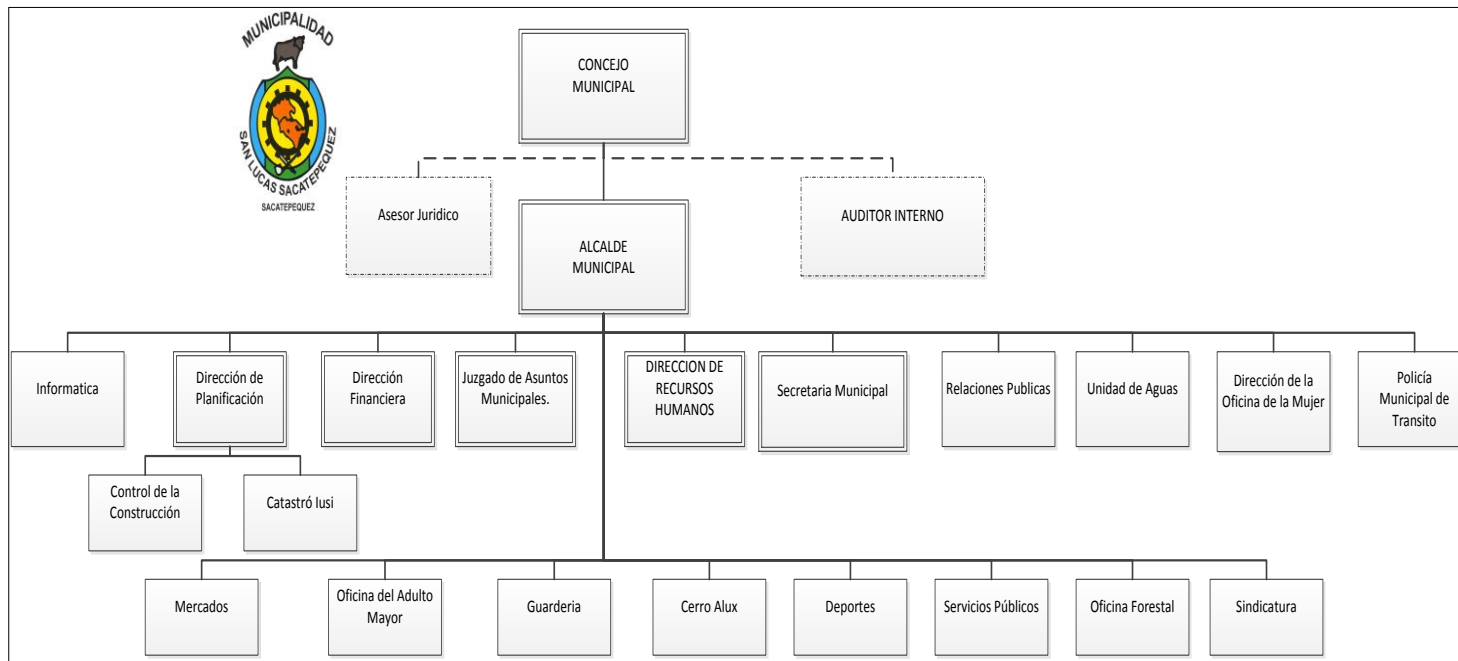 MUNICIPALIDAD
SAN LUCAS SACATEPEQUEZ
SACATEPEQUEZ
CONCEJO
MUNICIPAL
Asesor Juridico
AUDITOR INTERNO
ALCALDE
MUNICIPAL
Informatica
Dirección de
Planificación
Dirección
Financiera
Juzgado de Asuntos
Municipales.
DIRECCION DE
RECURSOS
HUMANOS
Secretaria Municipal
Relaciones Publicas
Unidad de Aguas
Dirección de la
Oficina de la Mujer
Policía
Municipal de
Transito
Control de la
Construcción
Catastró Iusi
Mercados
Oficina del Adulto
Mayor
Guarderia
Cerro Alux
Deportes
Servicios Públicos
Oficina Forestal
Sindicatura